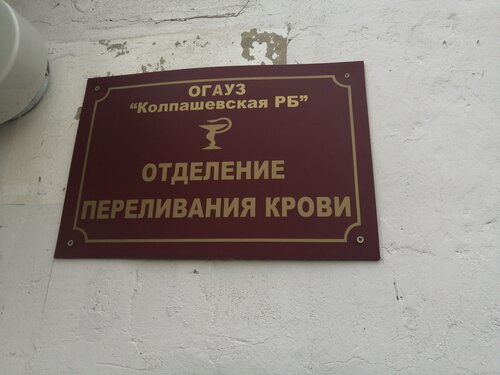 ОГАУЗ
"Колпашевская РБ"
ОТДЕЛЕНИЕ
ПЕРЕЛИВАНИЯ КРОВИ